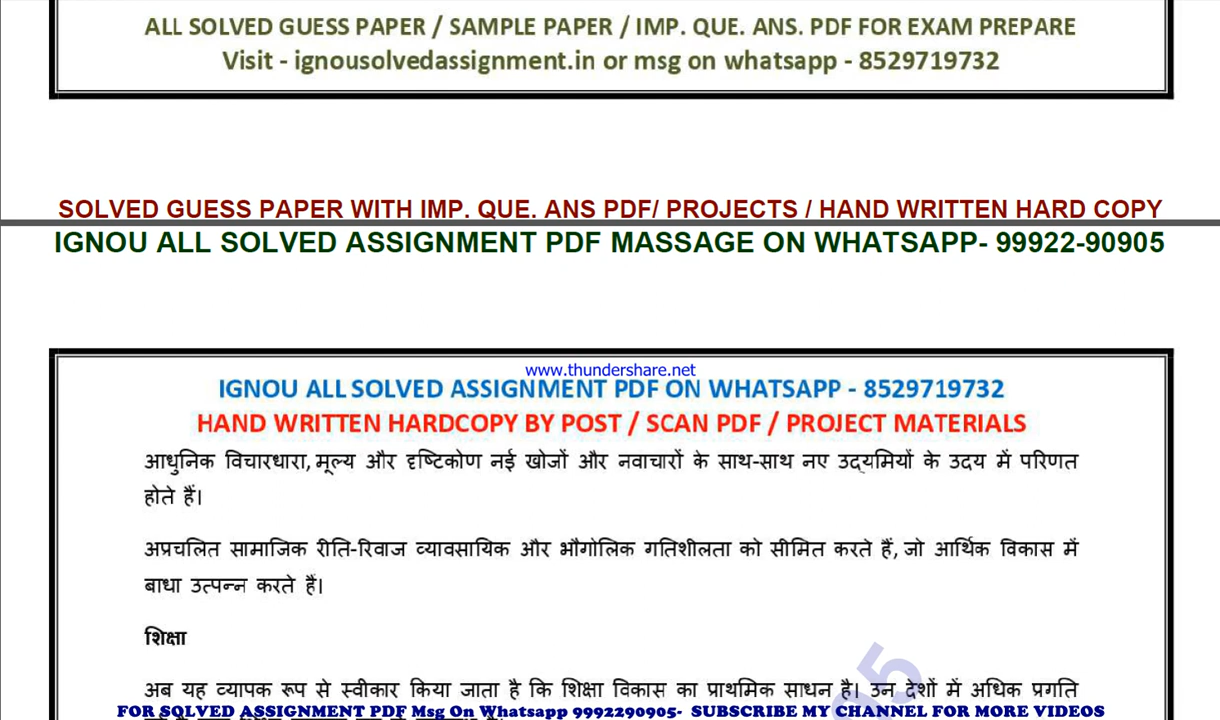 ALL SOLVED GUESS PAPER / SAMPLE PAPER / IMP. QUE. ANS. PDF FOR EXAM PREPARE
Visit - ignousolvedassignment.in or msg on whatsapp - 8529719732
SOLVED GUESS PAPER WITH IMP. QUE. ANS PDF/ PROJECTS / HAND WRITTEN HARD COPY
IGNOU ALL SOLVED ASSIGNMENT PDF MASSAGE ON WHATSAPP- 99922-90905
www.thundershare.net
IGNOU ALL SOLVED ASSIGNMENT PDF ON WHATSAPP - 8529719732
HAND WRITTEN HARDCOPY BY POST / SCAN PDF / PROJECT MATERIALS
आधुनिक विचारधारा, मूल्य और दृष्टिकोण नई खोजों और नवाचारों के साथ-साथ नए उद्यमियों के उदय में परिणत
होते हैं।
अप्रचलित सामाजिक रीति-रिवाज व्यावसायिक और भौगोलिक गतिशीलता को सीमित करते हैं, जो आर्थिक विकास में
बाधा उत्पन्न करते हैं।
शिक्षा
अब यह व्यापक रूप से स्वीकार किया जाता है कि शिक्षा विकास का प्राथमिक साधन है। उन देशों में अधिक प्रगति
FOR SOLVED ASSIGNMENT PDF Msg On Whatsapp 9992290905- SUBSCRIBE MY CHANNEL FOR MORE VIDEOS